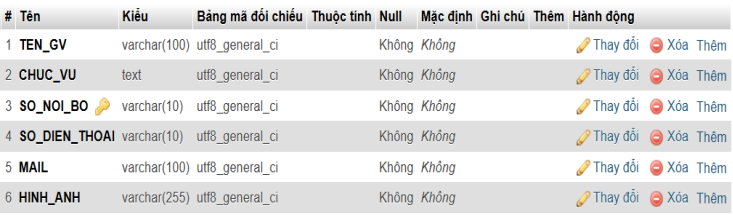 # Tên Kiểu Bảng mã đối chiếu Thuộc tính Null Mặc định Ghi chú Thêm Hành động
1 TEN_GV varchar(100) utf8_general_ci Không Không Thay đổi Xóa Thêm
2 CHUC_VU text utf8_general_ci Không Không Thay đổi Xóa Thêm
3 SO_NOI_BO varchar(10) utf8_general_ci Không Không Thay đổi Xóa Thêm
4 SO_DIEN_THOAI varchar(10) utf8_general_ci Không Không Thay đổi Xóa Thêm
5 MAIL varchar(100) utf8_general_ci Không Không Thay đổi Xóa Thêm
6 HINH_ANH varchar(255) utf8_general_ci Không Không Thay đổi Xóa Thêm